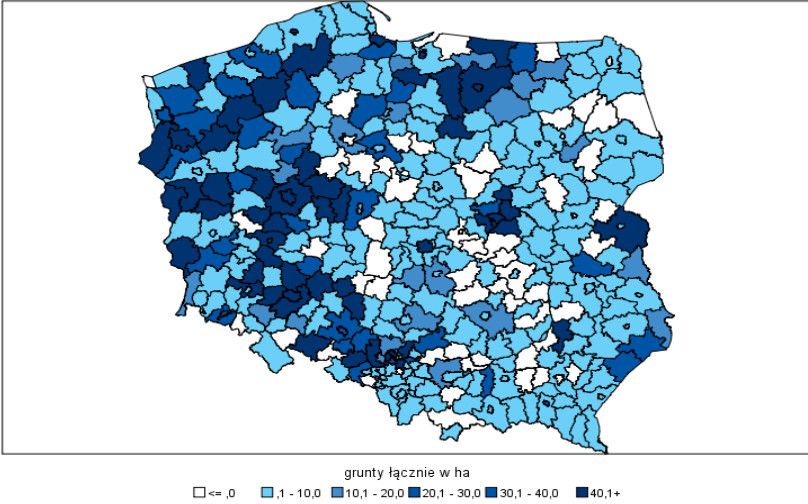 grunty łącznie w ha
<= ,0 ,1 - 10,0 10,1 - 20,0 20,1 - 30,0 30,1 - 40,0 40,1+